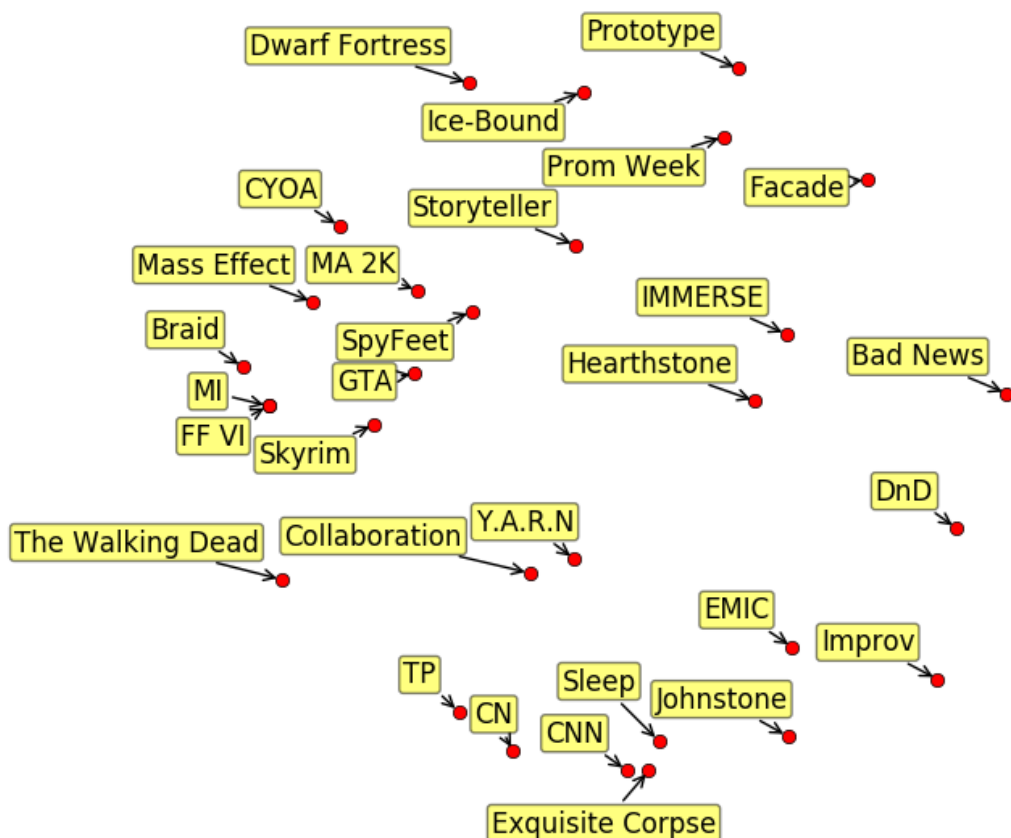 Prototype
Dwarf Fortress
Ice-Bound
Prom Week
Facade
CYOA
Storyteller
Mass Effect
MA 2K
IMMERSE
Braid
SpyFeet
Bad News
Hearthstone
GTA
MI
FF VI
Skyrim
DnD
Y.A.R.N
Collaboration
The Walking Dead
EMIC
Improv
TP
Sleep
Johnstone
CN
CNN
Exquisite Corpse